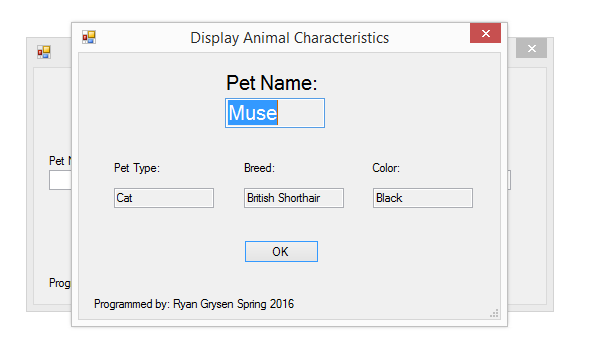 Display Animal Characteristics
Pet Name:
Muse
Pet Type: Breed: Color:
Cat British Shorthair Black
OK
Programmed by: Ryan Grysen Spring 2016
Pet